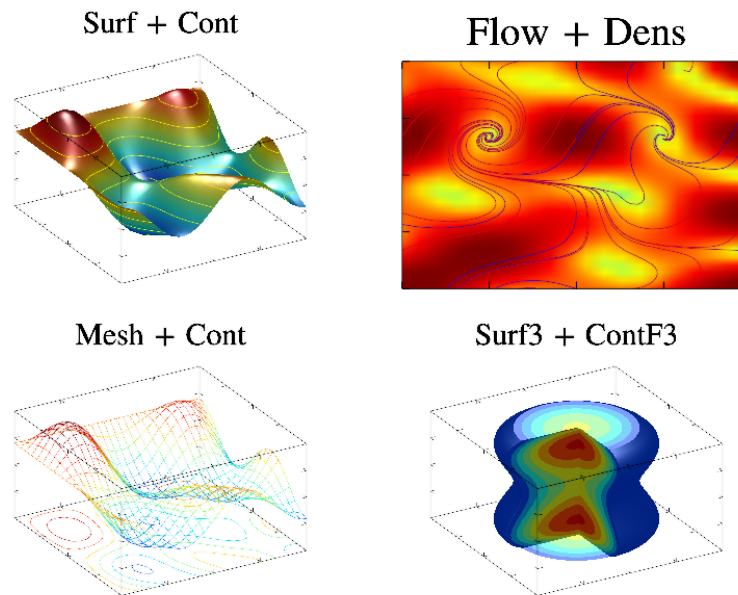 Surf + Cont
Flow + Dens
Mesh + Cont
Surf3 + ContF3